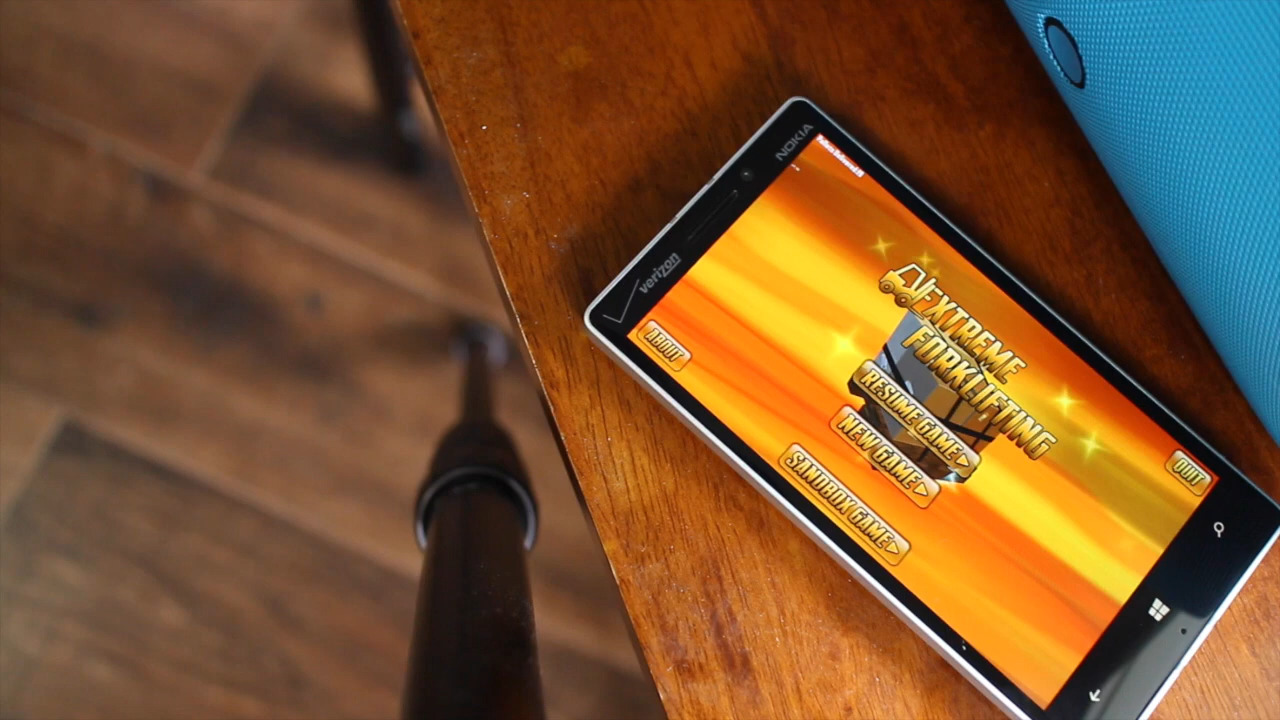 NOKIA
verizon
EXTREME
FORKLIFTING
ABOUT
RESUME GAME
NEW GAME
SANDBOX GAME
QUIT